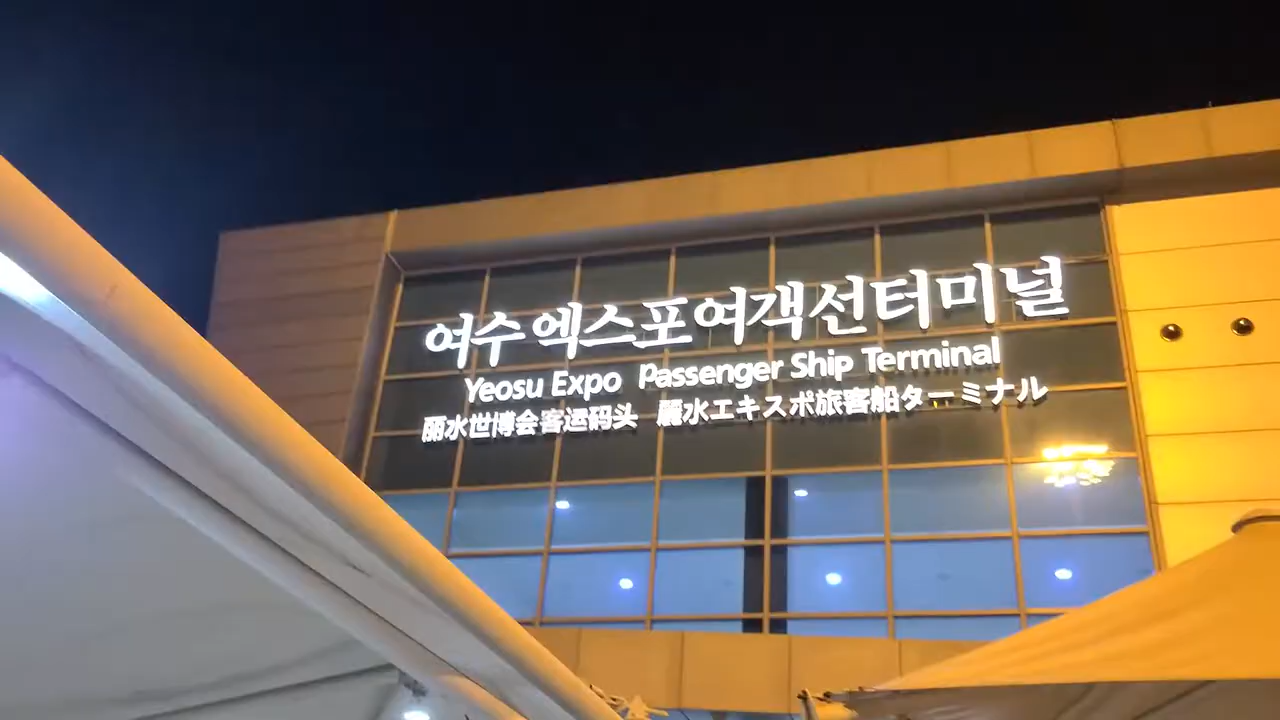 여수 엑스포 여객선터미널
Yeosu Expo Passenger Ship Terminal
丽水世博会客运码头 麗水エキスポ旅客船ターミナル